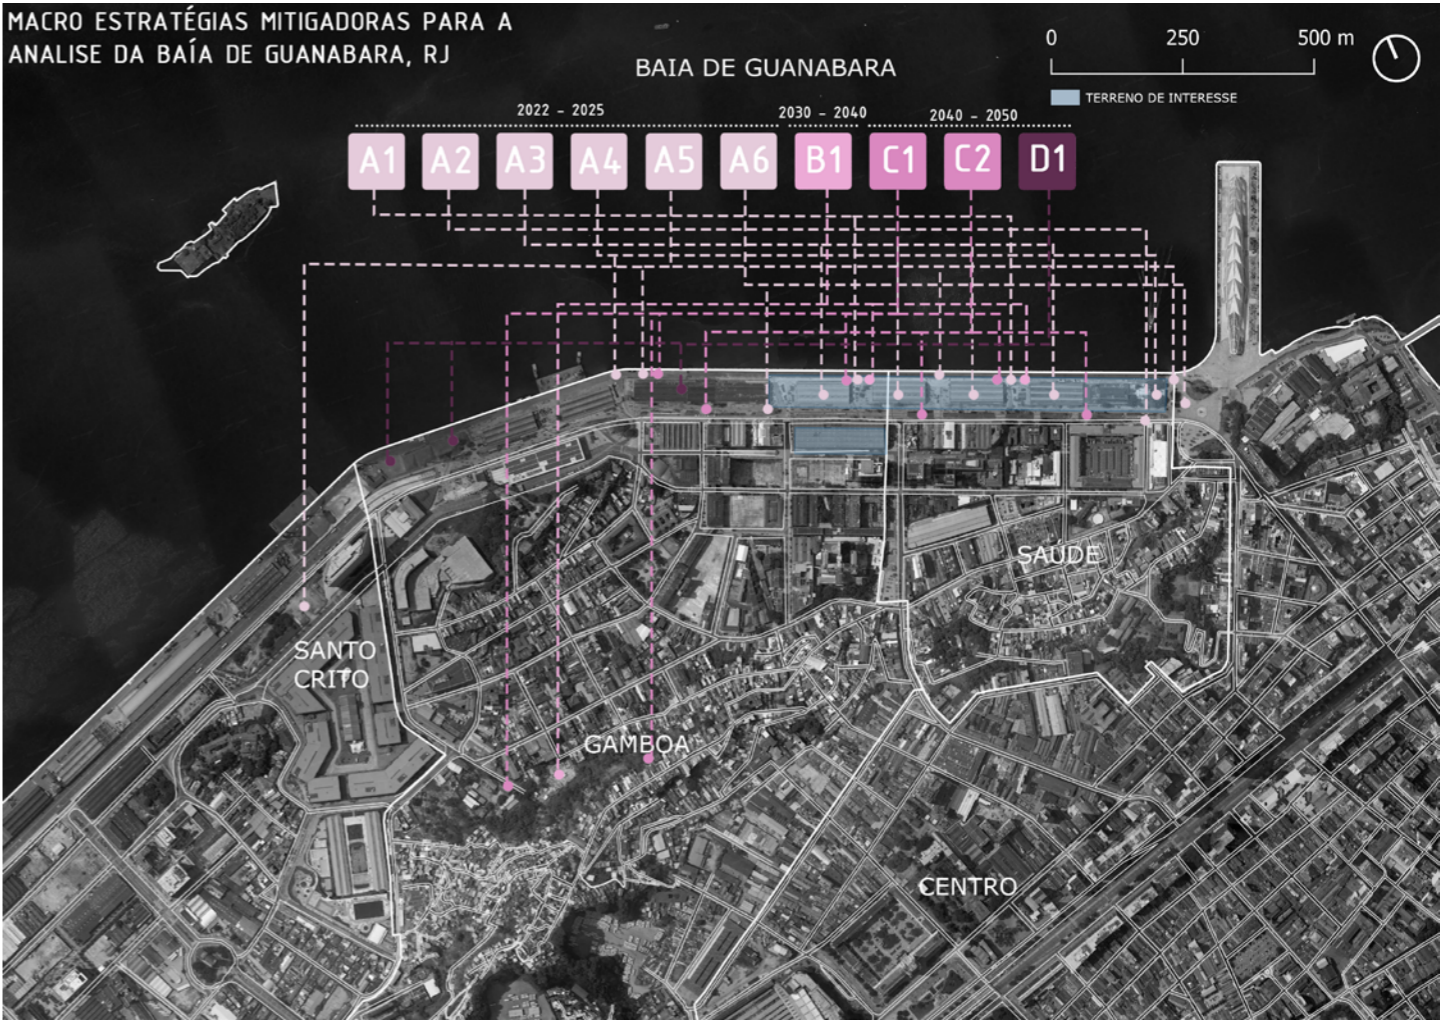 MACRO ESTRATÉGIAS MITIGADORAS PARA A
ANALISE DA BAÍA DE GUANABARA, RJ
BAIA DE GUANABARA
0 250 500 m
TERRENO DE INTERESSE
2022 - 2025
2030 - 2040
2040 - 2050
A1 A2 A3 A4 A5 A6 B1 C1 C2 D1
SAÚDE
SANTO
CRITO
GAMBOA
CENTRO